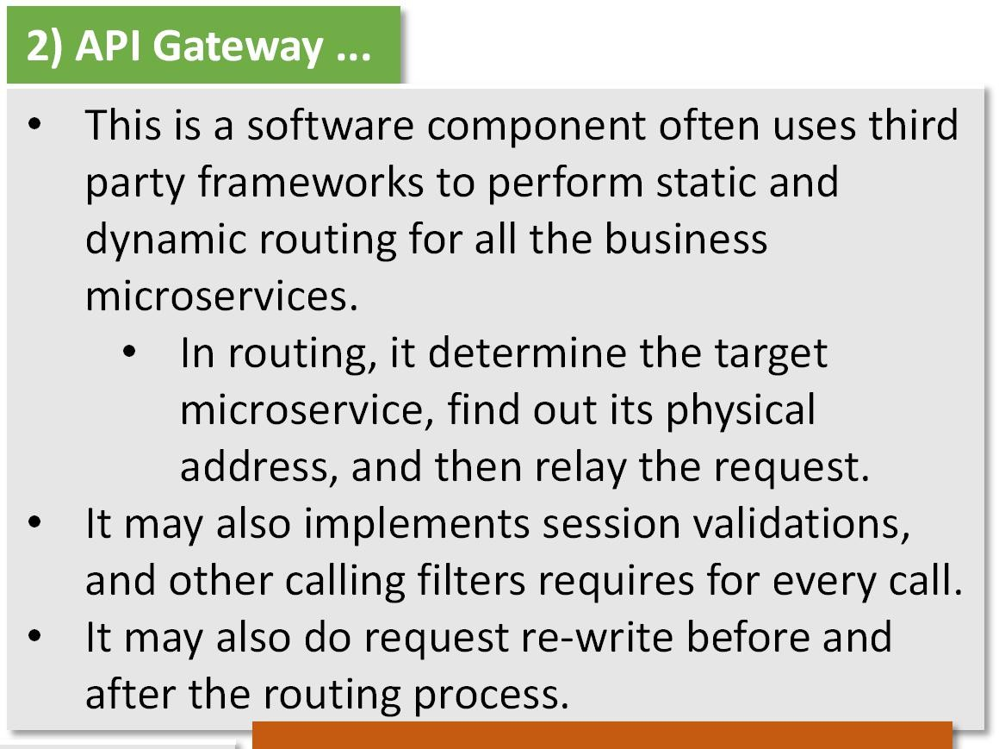 2) API Gateway ...
• This is a software component often uses third
party frameworks to perform static and
dynamic routing for all the business
microservices.
• In routing, it determine the target
microservice, find out its physical
address, and then relay the request.
• It may also implements session validations,
and other calling filters requires for every call.
• It may also do request re-write before and
after the routing process.